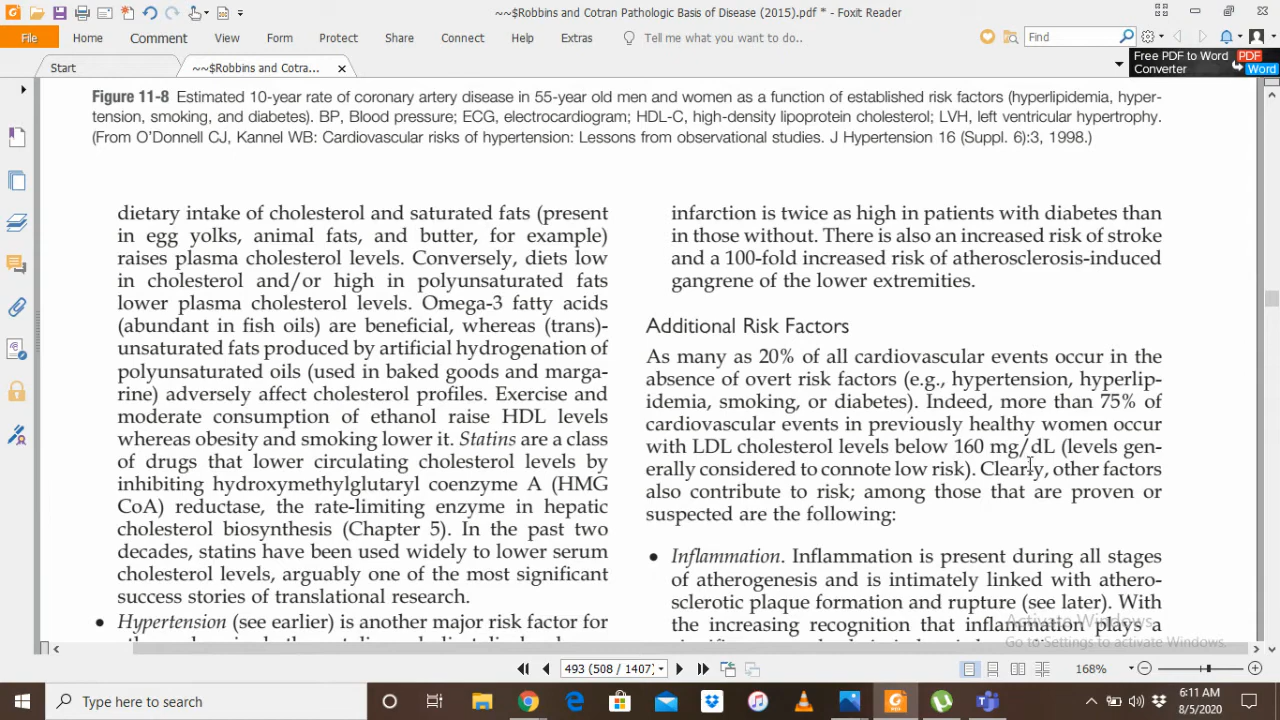 ~~$Robbins and Cotran Pathologic Basis of Disease (2015).pdf * - Foxit Reader
File Home Comment View Form Protect Share Connect Help Extras Tell me what you want to do.. Find
Start ~~$Robbins and Cotra...
Free PDF to Word PDF
Converter Word
Figure 11-8 Estimated 10-year rate of coronary artery disease in 55-year old men and women as a function of established risk factors (hyperlipidemia, hyper-
tension, smoking, and diabetes). BP, Blood pressure; ECG, electrocardiogram; HDL-C, high-density lipoprotein cholesterol; LVH, left ventricular hypertrophy.
(From O'Donnell CJ, Kannel WB: Cardiovascular risks of hypertension: Lessons from observational studies. J Hypertension 16 (Suppl. 6):3, 1998.)
dietary intake of cholesterol and saturated fats (present
in egg yolks, animal fats, and butter, for example)
raises plasma cholesterol levels. Conversely, diets low
in cholesterol and/or high in polyunsaturated fats
lower plasma cholesterol levels. Omega-3 fatty acids
(abundant in fish oils) are beneficial, whereas (trans)-
unsaturated fats produced by artificial hydrogenation of
polyunsaturated oils (used in baked goods and marga-
rine) adversely affect cholesterol profiles. Exercise and
moderate consumption of ethanol raise HDL levels
whereas obesity and smoking lower it. Statins are a class
of drugs that lower circulating cholesterol levels by
inhibiting hydroxymethylglutaryl coenzyme A (HMG
CoA) reductase, the rate-limiting enzyme in hepatic
cholesterol biosynthesis (Chapter 5). In the past two
decades, statins have been used widely to lower serum
cholesterol levels, arguably one of the most significant
success stories of translational research.
• Hypertension (see earlier) is another major risk factor for
infarction is twice as high in patients with diabetes than
in those without. There is also an increased risk of stroke
and a 100-fold increased risk of atherosclerosis-induced
gangrene of the lower extremities.
Additional Risk Factors
As many as 20% of all cardiovascular events occur in the
absence of overt risk factors (e.g., hypertension, hyperlip-
idemia, smoking, or diabetes). Indeed, more than 75% of
cardiovascular events in previously healthy women occur
with LDL cholesterol levels below 160 mg/dL (levels gen-
erally considered to connote low risk). Clearly, other factors
also contribute to risk; among those that are proven or
suspected are the following:
• Inflammation. Inflammation is present during all stages
of atherogenesis and is intimately linked with athero-
sclerotic plaque formation and rupture (see later). With
the increasing recognition that inflammation plays a
Activate Windows
Go to Settings to activate Windows.
493 (508 / 1407) 168%
Type here to search
6:11 AM
8/5/2020